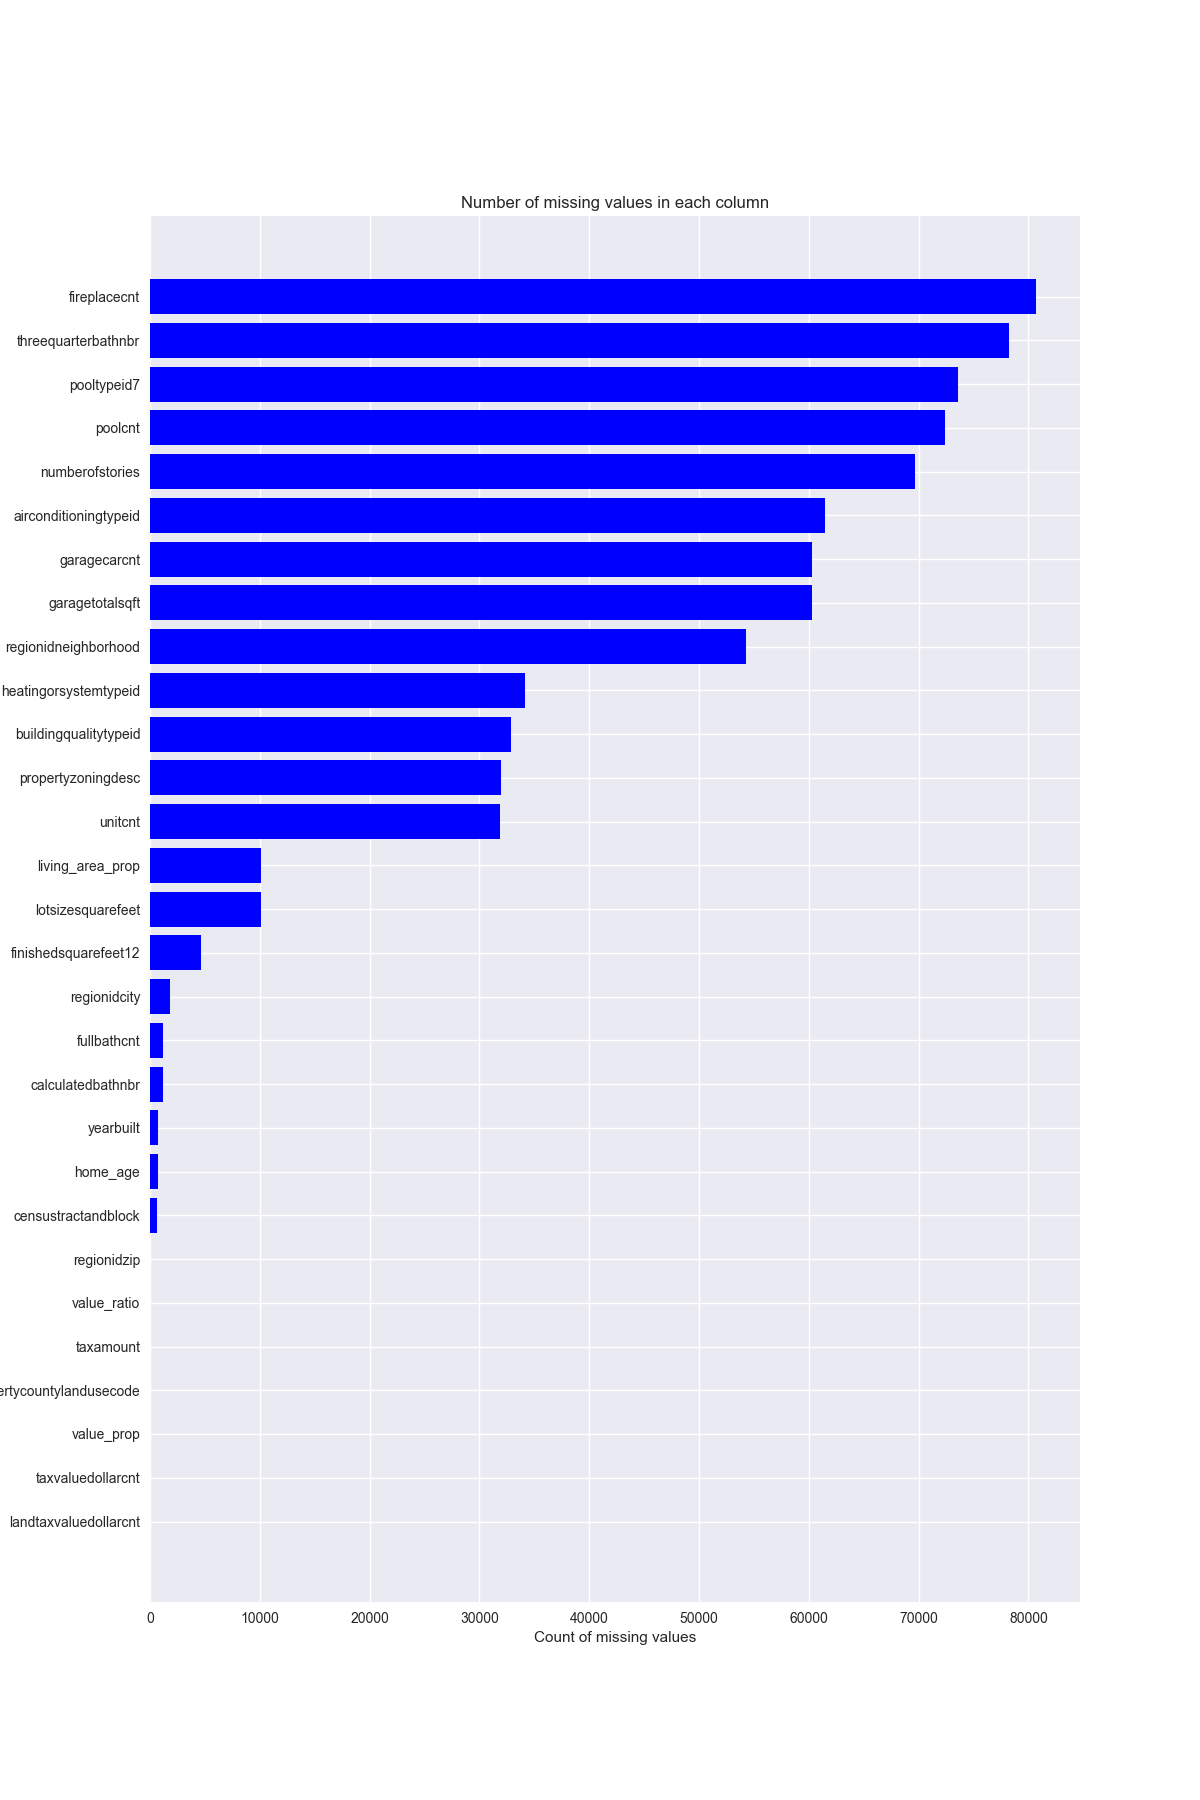 Number of missing values in each column
fireplacecnt
threequarterbathnbr
pooltypeid7
poolcnt
numberofstories
airconditioningtypeid
garagecarcnt
garagetotalsqft
regionidneighborhood
heatingorsystemtypeid
buildingqualitytypeid
propertyzoningdesc
unitcnt
living_area_prop
lotsizesquarefeet
finishedsquarefeet12
regionidcity
fullbathcnt
calculatedbathnbr
yearbuilt
home_age
censustractandblock
regionidzip
value_ratio
taxamount
ertycountylandusecode
value_prop
taxvaluedollarcnt
landtaxvaluedollarcnt
0 10000 20000 30000 40000 50000 60000 70000 80000
Count of missing values